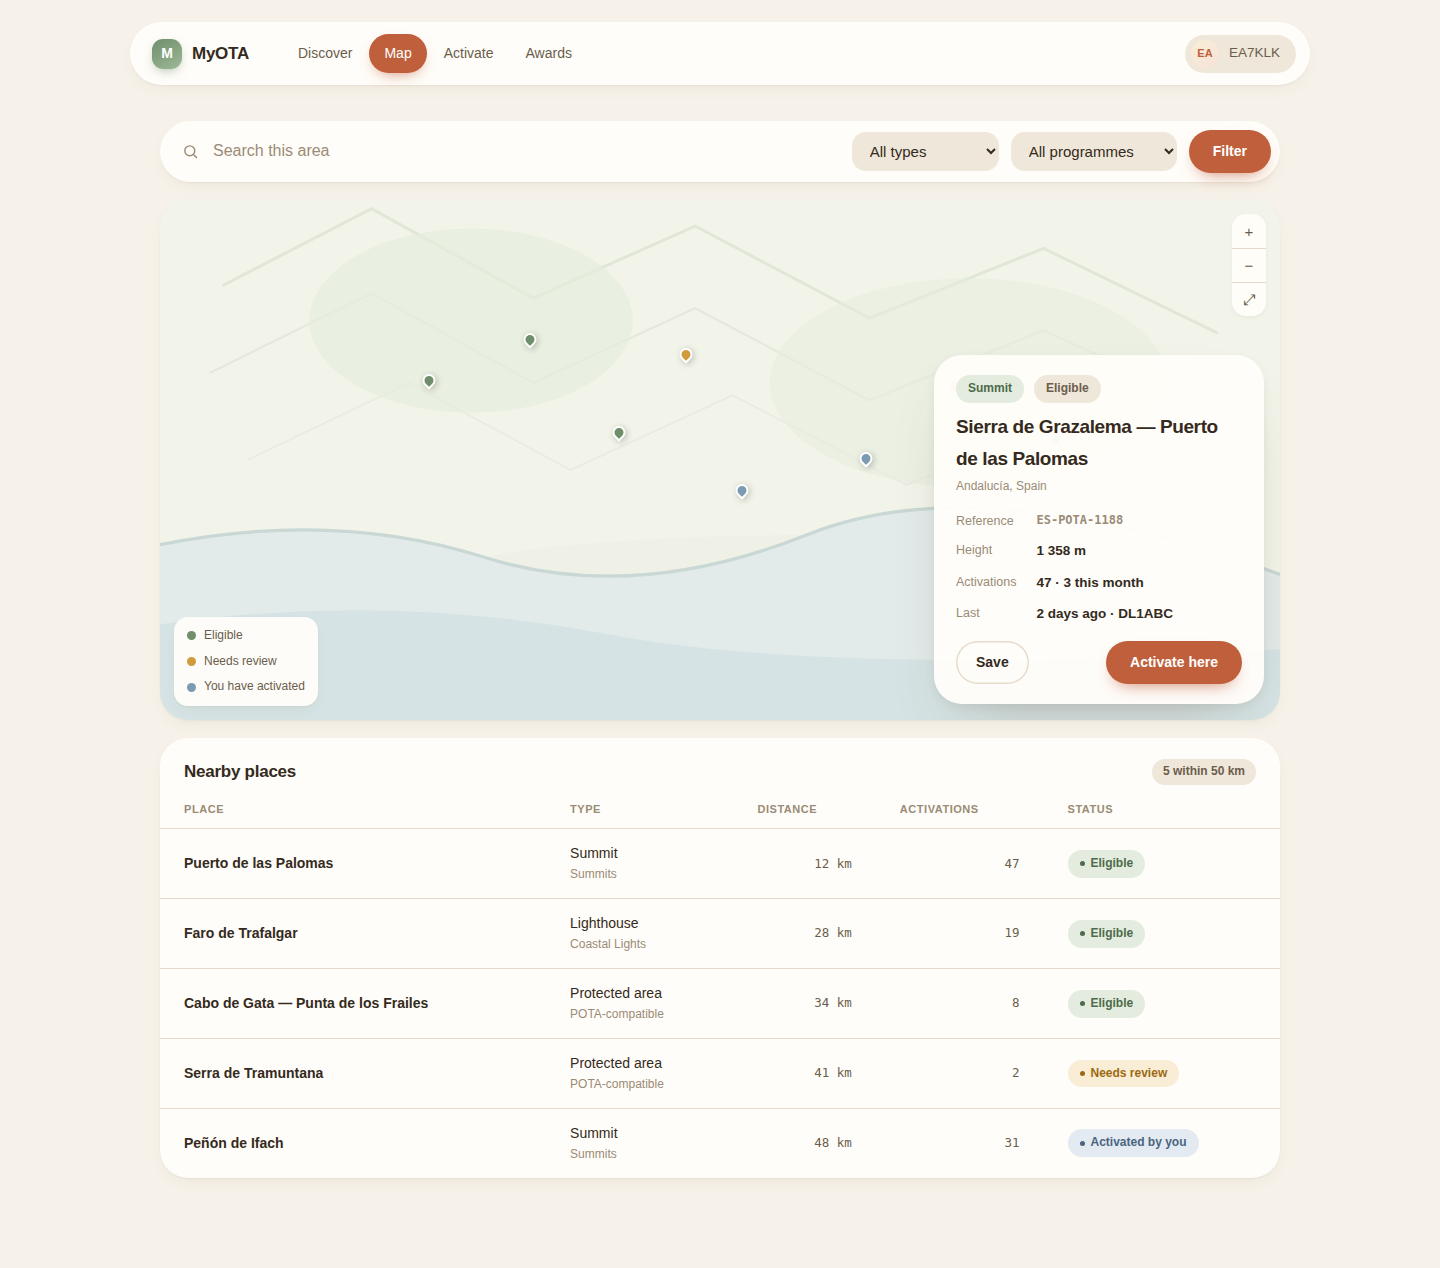 M MyOTA Discover Map Activate Awards EA EA7KLK
Search this area All types All programmes Filter
+
−
Summit Eligible
Sierra de Grazalema — Puerto
de las Palomas
Andalucía, Spain
Reference ES-POTA-1188
Height 1 358 m
Activations 47 · 3 this month
Last 2 days ago · DL1ABC
Save Activate here
Eligible
Needs review
You have activated
Nearby places 5 within 50 km
PLACE TYPE DISTANCE ACTIVATIONS STATUS
Puerto de las Palomas Summit 12 km 47 Eligible
Summits
Faro de Trafalgar Lighthouse 28 km 19 Eligible
Coastal Lights
Cabo de Gata — Punta de los Frailes Protected area 34 km 8 Eligible
POTA-compatible
Serra de Tramuntana Protected area 41 km 2 Needs review
POTA-compatible
Peñón de Ifach Summit 48 km 31 Activated by you
Summits